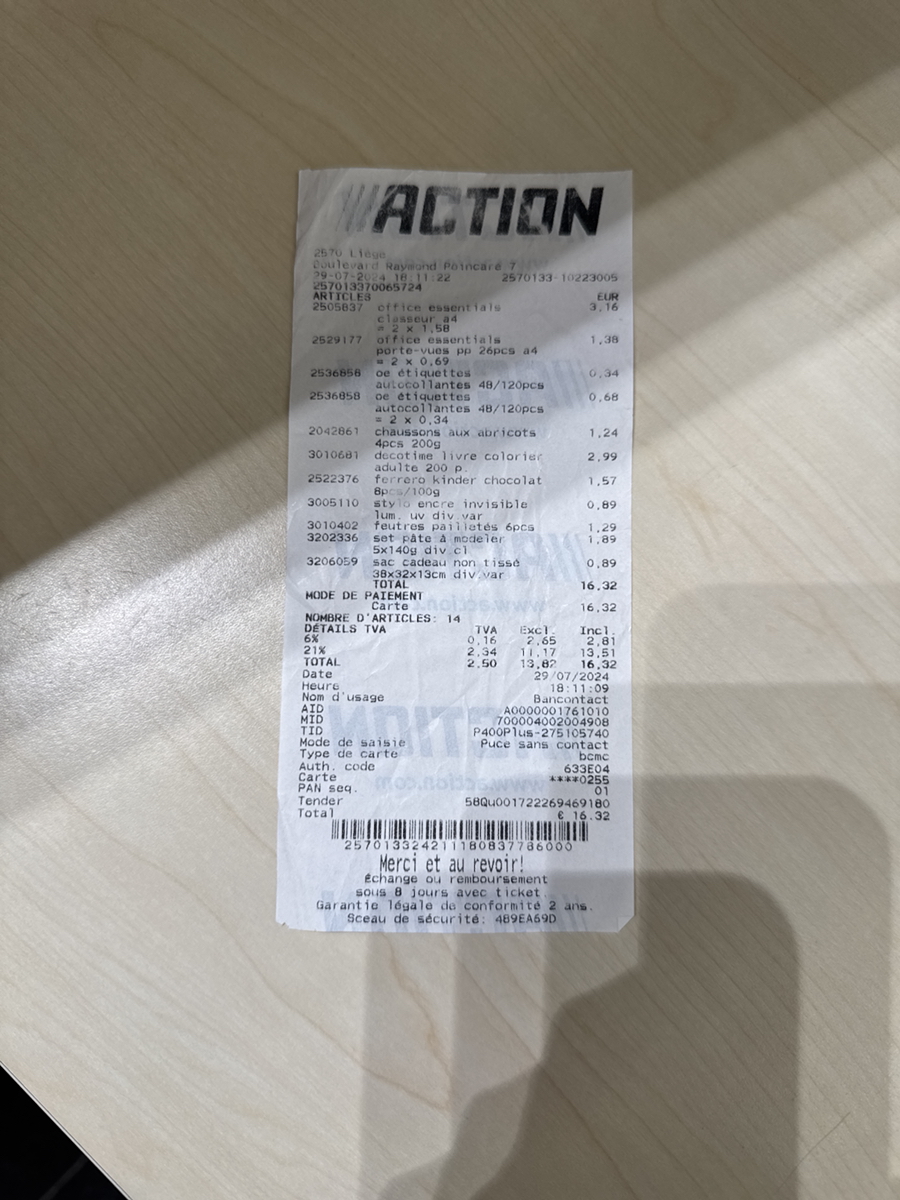 ACTION
2570 Liège
Boulevard Raymond Poincaré 7
29-07-2024 18:11:22 2570133-10223005
257013370065724
ARTICLES EUR
2505837 office essentials 3,16
classeur a4
= 2 x 1,58
2529177 office essentials 1,38
porte-vues pp 26pcs a4
= 2 x 0,69
2536858 oe étiquettes 0,34
autocollantes 48/120pcs
2536858 oe étiquettes 0,68
autocollantes 48/120pcs
= 2 x 0,34
2042861 chaussons aux abricots 1,24
4pcs 200g
3010681 decotime livre colorier 2,99
adulte 200 p.
2522376 ferrero kinder chocolat 1,57
8pcs/100g
3005110 stylo encre invisible 0,89
lum. uv div.var
3010402 feutres pailletés 6pcs 1,29
3202336 set pâte à modeler 1,89
5x140g div.cl
3206059 sac cadeau non tissé 0,89
38x32x13cm div.var
TOTAL 16,32
MODE DE PAIEMENT
Carte 16,32
NOMBRE D'ARTICLES: 14
DÉTAILS TVA TVA Excl. Incl.
6% 0,16 2,65 2,81
21% 2,34 11,17 13,51
TOTAL 2,50 13,82 16,32
Date 29/07/2024
Heure 18:11:09
Nom d'usage Bancontact
AID A0000001761010
MID 700004002004908
TID P400Plus-275105740
Mode de saisie Puce sans contact
Type de carte bcmc
Auth. code 633E04
Carte ****0255
PAN seq. 01
Tender 58Qu001722269469180
Total € 16.32
2570133242111180837786000
Merci et au revoir!
Échange ou remboursement
sous 8 jours avec ticket.
Garantie légale de conformité 2 ans.
Sceau de sécurité: 489EA69D